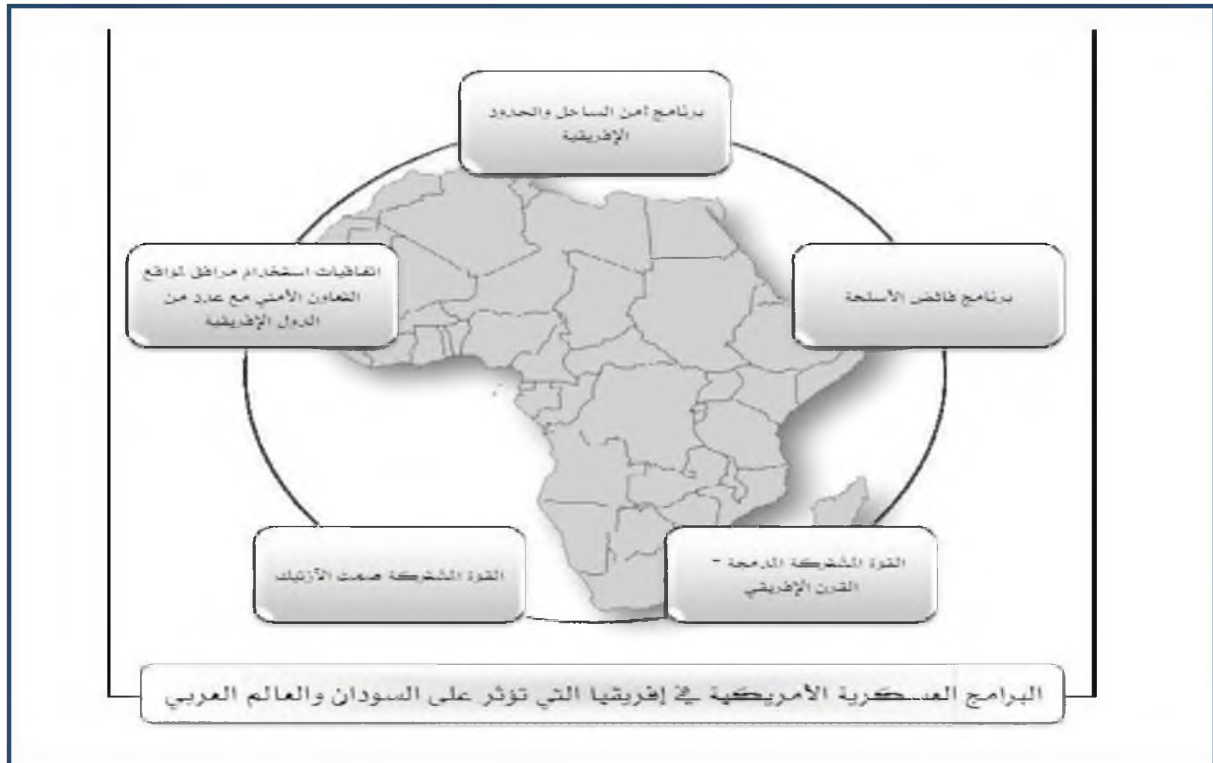 برنامج أمن الساحل والحدود
الإفريقية
اتفاقيات استخدام مرافق لمواقع
التعاون الأمني مع عدد من
الدول الإفريقية
برنامج فائض الأسلحة
القوة المشتركة صمت الآزتيك
القوة المشتركة المدمجة -
القرن الإفريقي
البرامج العسكرية الأمريكية في إفريقيا التي تؤثر على السودان والعالم العربي